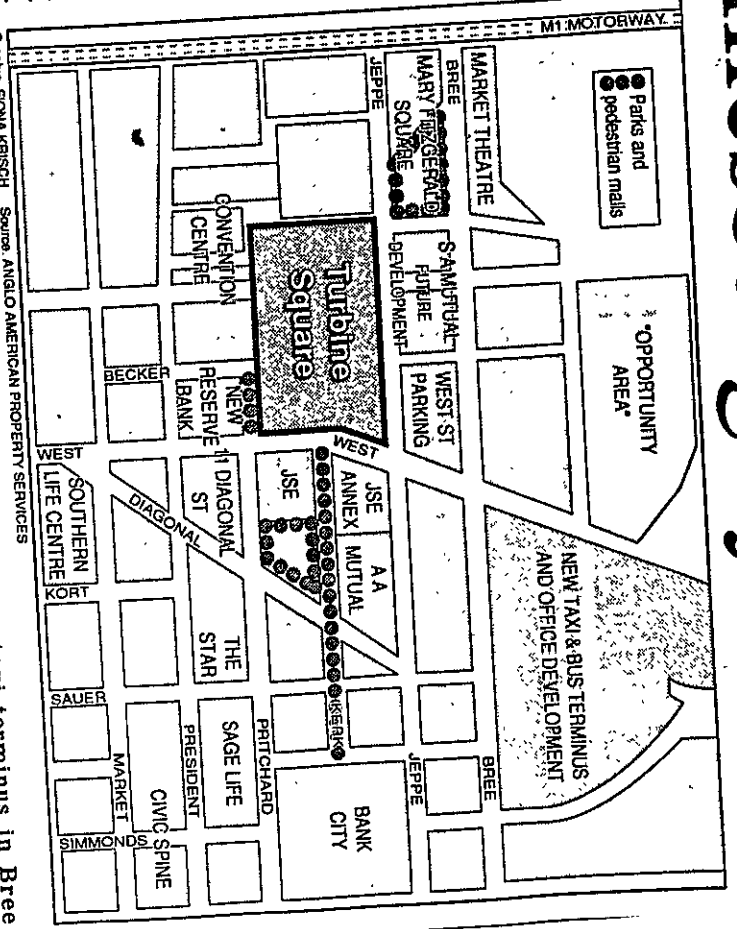 M1 MOTORWAY
Parks and
pedestrian malls
MARKET THEATRE
BREE
MARY FITZGERALD
SQUARE
JEPPE
"OPPORTUNITY
AREA"
S A MUTUAL
FUTURE
DEVELOPMENT
WEST ST
PARKING
Turbine
Square
CONVENTION
CENTRE
BECKER
NEW
RESERVE
BANK
WEST
WEST
JSE
ANNEX
A A
MUTUAL
JSE
11 DIAGONAL
ST
DIAGONAL
SOUTHERN
LIFE CENTRE
KORT
NEW TAXI & BUS TERMINUS
AND OFFICE DEVELOPMENT
THE
STAR
SAUER
KERK
BREE
JEPPE
PRITCHARD
PRESIDENT
MARKET
SAGE LIFE
BANK
CITY
CIVIC SPINE
SIMMONDS
FIONA KRISCH Source: ANGLO AMERICAN PROPERTY SERVICES
terminus in Bree